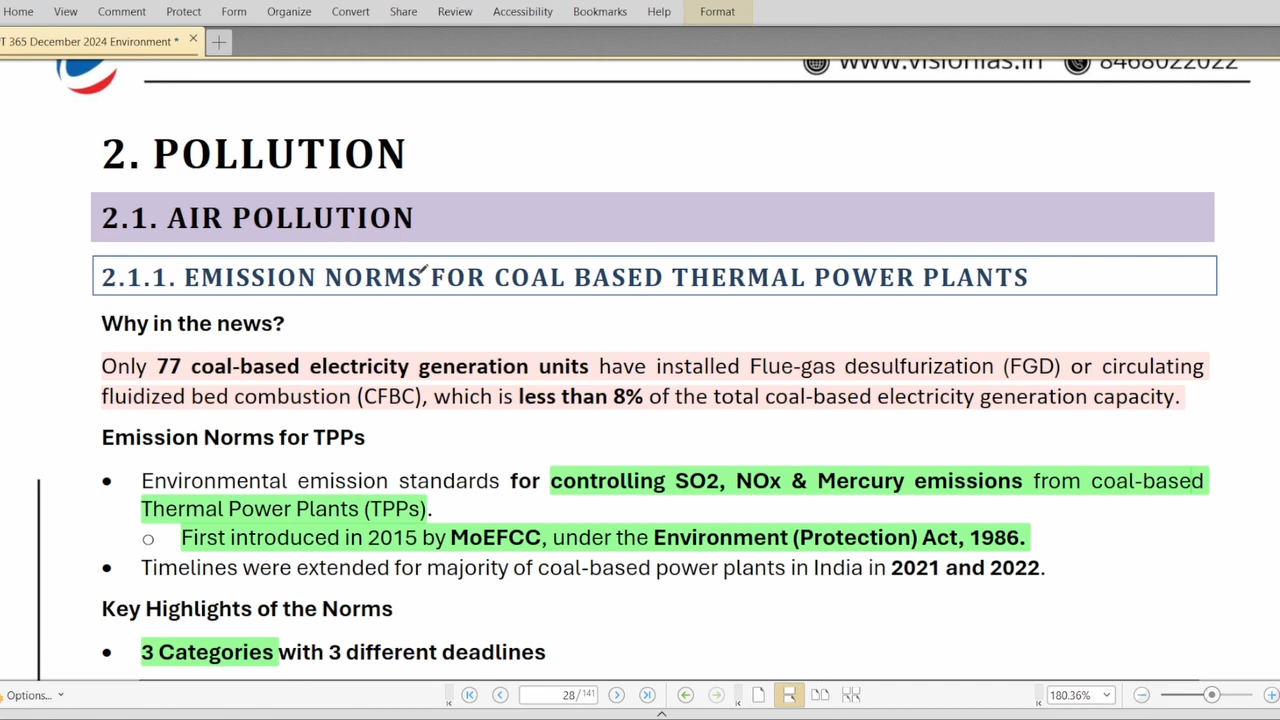 Home View Comment Protect Form Organize Convert Share Review Accessibility Bookmarks Help Format
T 365 December 2024 Environment *
www.visionias.in 8468022022
2. POLLUTION
2.1. AIR POLLUTION
2.1.1. EMISSION NORMS FOR COAL BASED THERMAL POWER PLANTS
Why in the news?
Only 77 coal-based electricity generation units have installed Flue-gas desulfurization (FGD) or circulating
fluidized bed combustion (CFBC), which is less than 8% of the total coal-based electricity generation capacity.
Emission Norms for TPPs
• Environmental emission standards for controlling SO2, NOx & Mercury emissions from coal-based
Thermal Power Plants (TPPs).
○ First introduced in 2015 by MoEFCC, under the Environment (Protection) Act, 1986.
• Timelines were extended for majority of coal-based power plants in India in 2021 and 2022.
Key Highlights of the Norms
• 3 Categories with 3 different deadlines
Options... 28 /141 180.36%